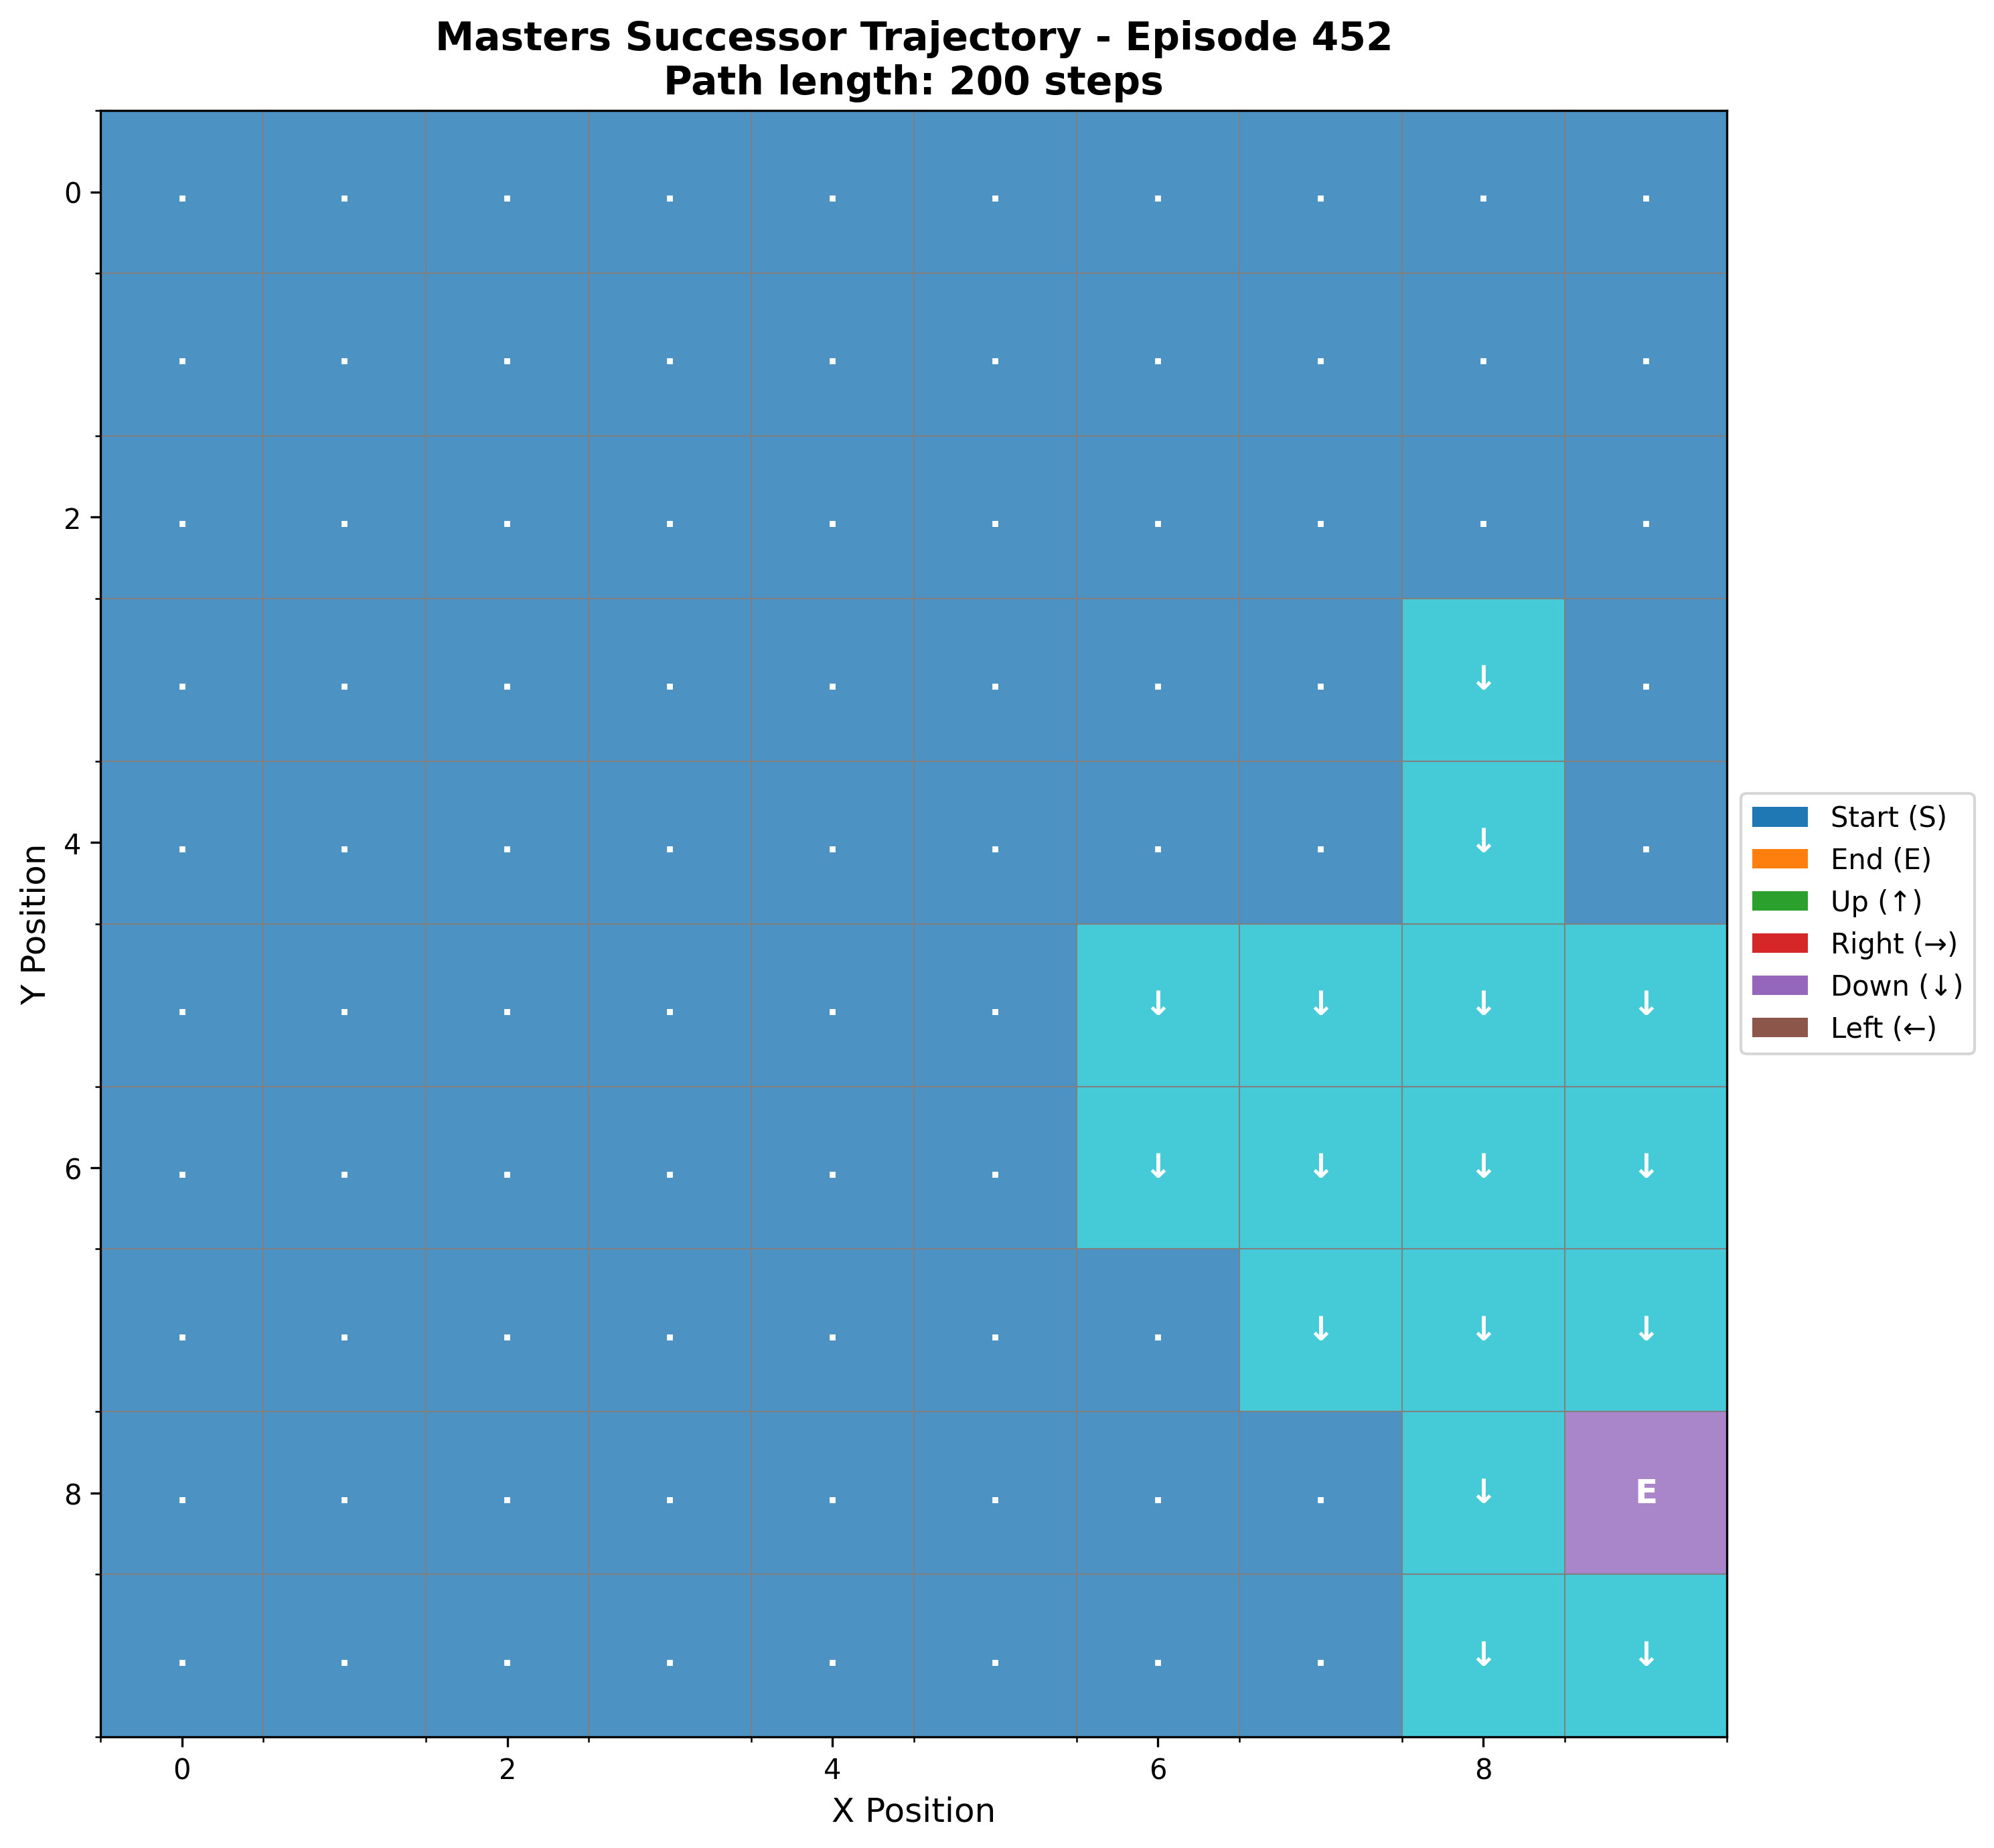 Masters Successor Trajectory - Episode 452
Path length: 200 steps
0
. . . . . . . . . .
. . . . . . . . . .
2
. . . . . . . . . .
. . . . . . . . ↓ .
4
. . . . . . . . ↓ .
. . . . . . ↓ ↓ ↓ ↓
6
. . . . . . ↓ ↓ ↓ ↓
. . . . . . . ↓ ↓ ↓
8
. . . . . . . . ↓ E
. . . . . . . . ↓ ↓
0 2 4 6 8
X Position
Y Position
Start (S)
End (E)
Up (↑)
Right (→)
Down (↓)
Left (←)